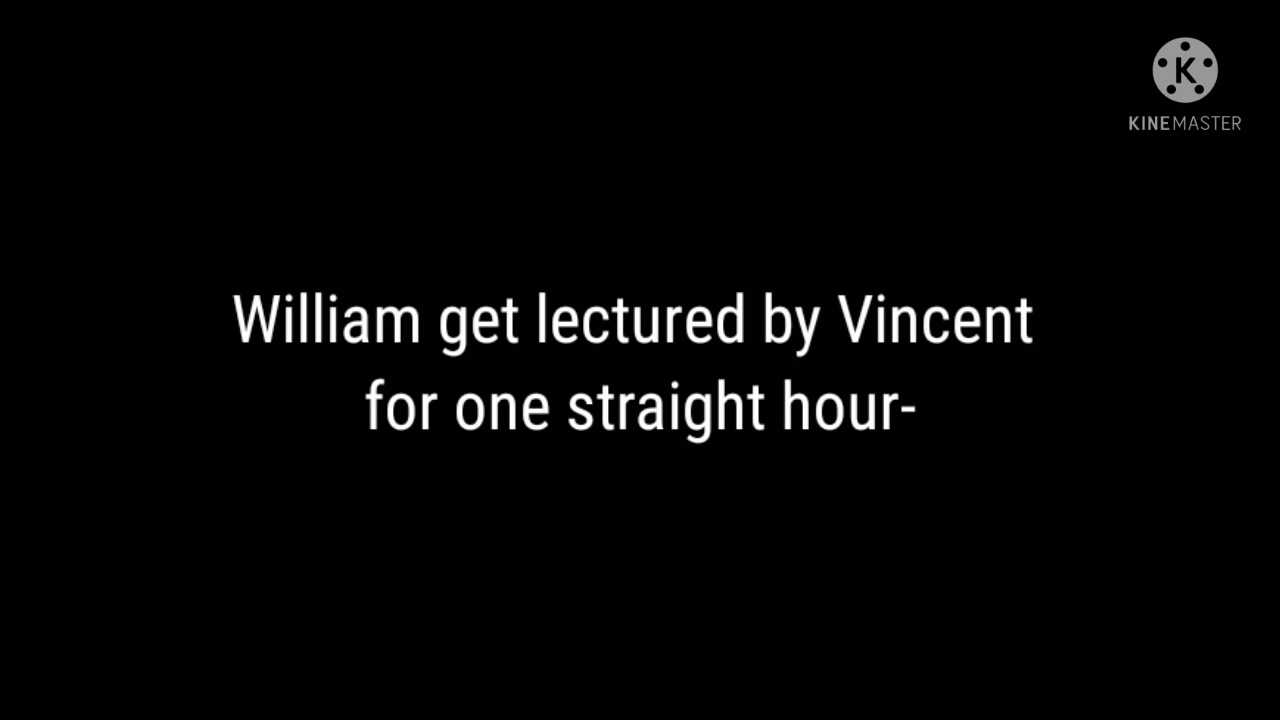 K
KINEMASTER
William get lectured by Vincent
for one straight hour-